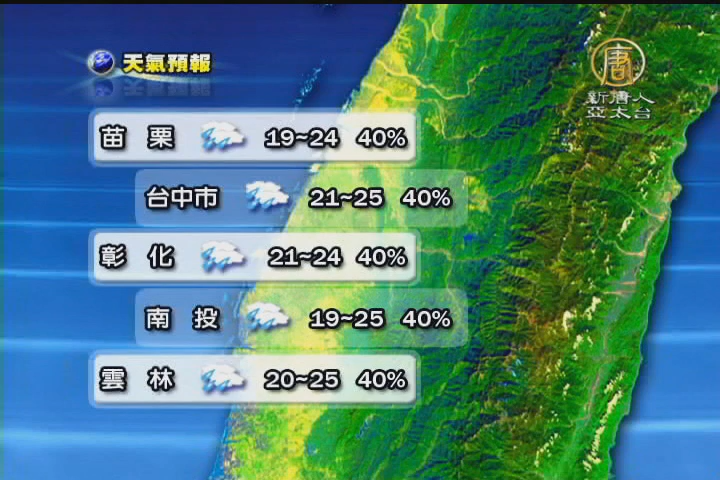 天氣預報
唐
新唐人
亞太台
苗栗 19~24 40%
台中市 21~25 40%
彰化 21~24 40%
南投 19~25 40%
雲林 20~25 40%